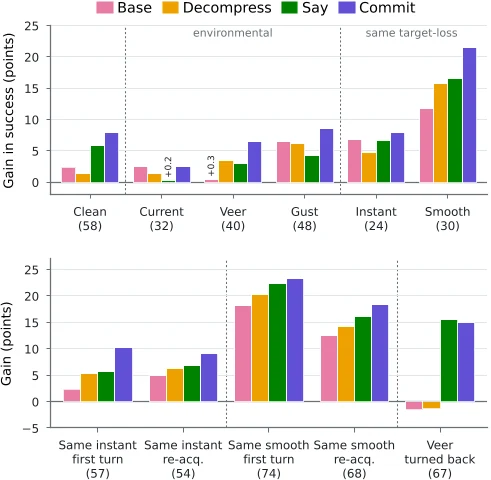 Base Decompress Say Commit
environmental same target-loss
Gain in success (points)
25
20
15
10
5
0
+0.2
+0.3
Clean Current Veer Gust Instant Smooth
(58) (32) (40) (48) (24) (30)
Gain (points)
25
20
15
10
5
0
−5
Same instant Same instant Same smooth Same smooth Veer
first turn re-acq. first turn re-acq. turned back
(57) (54) (74) (68) (67)